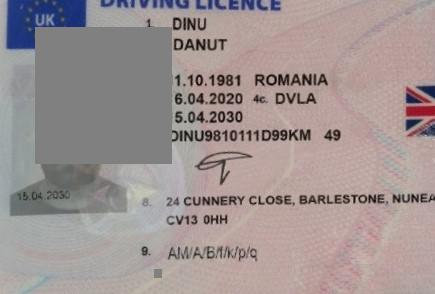 UK DRIVING LICENCE
1. DINU
DANUT
1.10.1981 ROMANIA
6.04.2020 4c. DVLA
5.04.2030
DINU9810111D99KM 49
15.04.2030
8. 24 CUNNERY CLOSE, BARLESTONE, NUNEA
CV13 0HH
9. AM/A/B/f/k/p/q